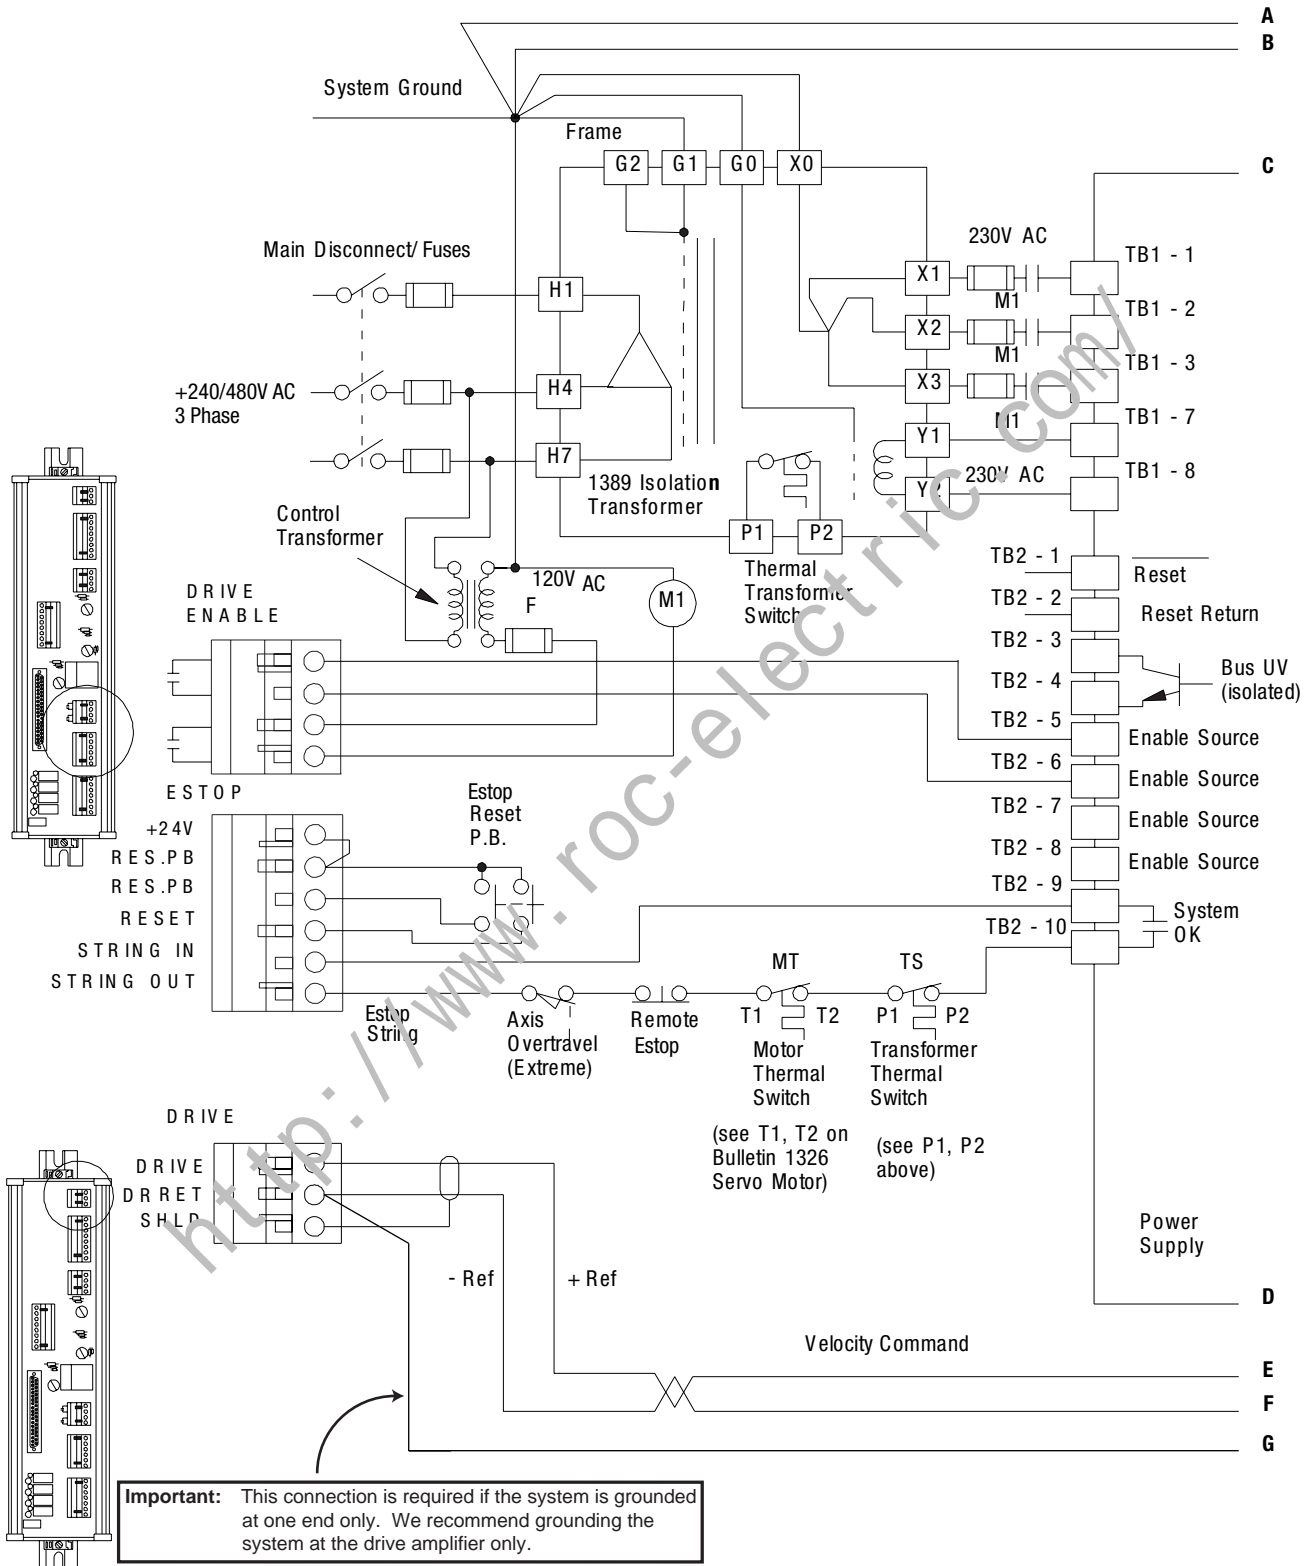 A
B
System Ground
Frame
G2
G1
G0
X0
C
Main Disconnect/Fuses
230V AC
H1
X1
TB1 - 1
M1
X2
TB1 - 2
M1
+240/480V AC
3 Phase
H4
X3
TB1 - 3
M1
TB1 - 7
H7
Y1
1389 Isolation
Transformer
230V AC
Y2
TB1 - 8
Control
Transformer
P1
P2
Thermal
Transformer
Switch
120V AC
F
M1
TB2 - 1
Reset
TB2 - 2
Reset Return
TB2 - 3
TB2 - 4
Bus UV
(isolated)
TB2 - 5
Enable Source
TB2 - 6
Enable Source
TB2 - 7
Enable Source
TB2 - 8
Enable Source
TB2 - 9
TB2 - 10
System
OK
DRIVE
ENABLE
ESTOP
+24V
RES.PB
RES.PB
RESET
STRING IN
STRING OUT
Estop
Reset
P.B.
Estop
String
Axis
Overtravel
(Extreme)
Remote
Estop
MT
T1
T2
Motor
Thermal
Switch
(see T1, T2 on
Bulletin 1326
Servo Motor)
TS
P1
P2
Transformer
Thermal
Switch
(see P1, P2
above)
DRIVE
DRIVE
DRRET
SHLD
- Ref
+ Ref
Power
Supply
D
Velocity Command
E
F
G
Important: This connection is required if the system is grounded
at one end only. We recommend grounding the
system at the drive amplifier only.
http://www.roc-electric.com/